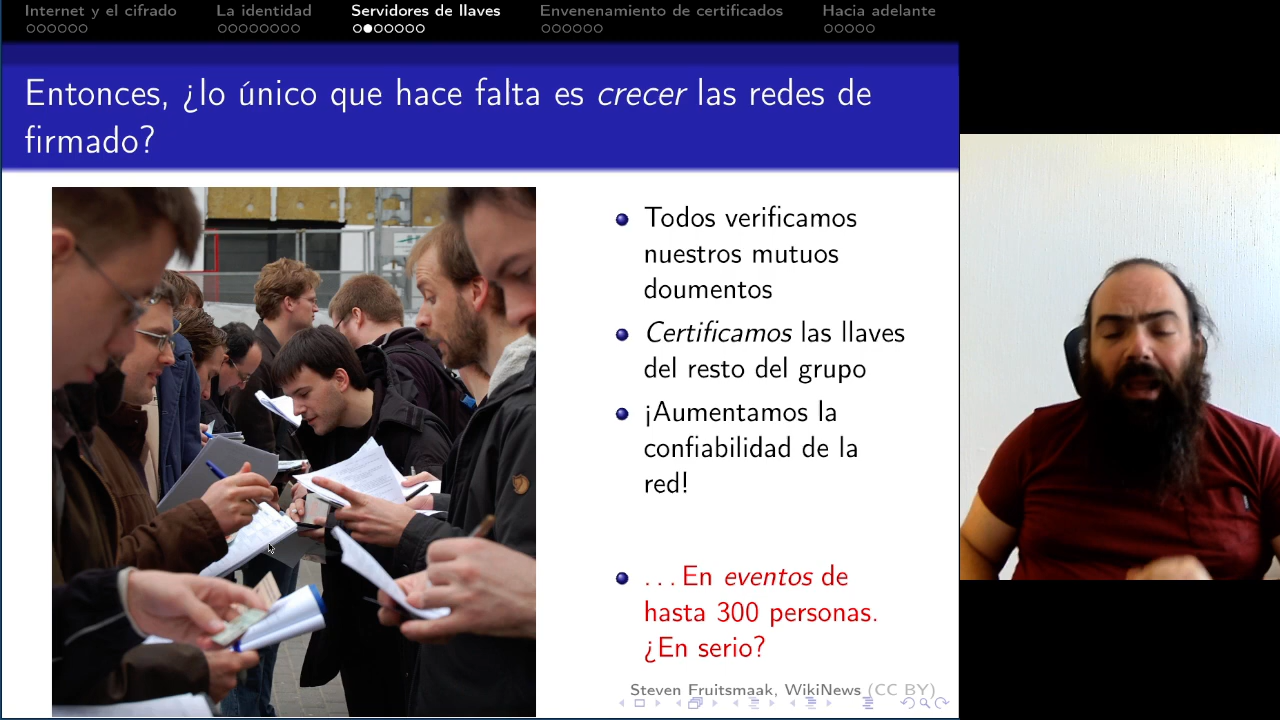 Internet y el cifrado
La identidad
Servidores de llaves
Envenenamiento de certificados
Hacia adelante
Entonces, ¿lo único que hace falta es crecer las redes de
firmado?
Todos verificamos
nuestros mutuos
doumentos
Certificamos las llaves
del resto del grupo
¡Aumentamos la
confiabilidad de la
red!
...En eventos de
hasta 300 personas.
¿En serio?
Steven Fruitsmaak, WikiNews (CC BY)